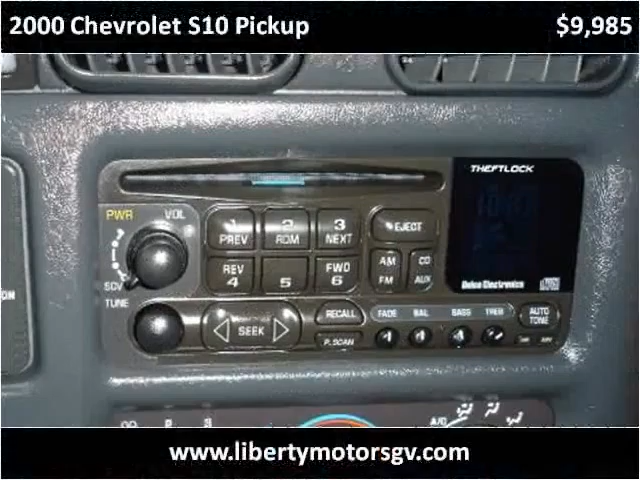 2000 Chevrolet S10 Pickup $9,985
THEFTLOCK
PWR VOL
1 PREV 2 RDM 3 NEXT
EJECT
REV 4 5 FWD 6
AM FM
CD AUX
SCV
TUNE
Delco Electronics
SEEK
RECALL
P.SCAN
FADE BAL BASS TREB
AUTO TONE
ON
A/C
www.libertymotorsgv.com